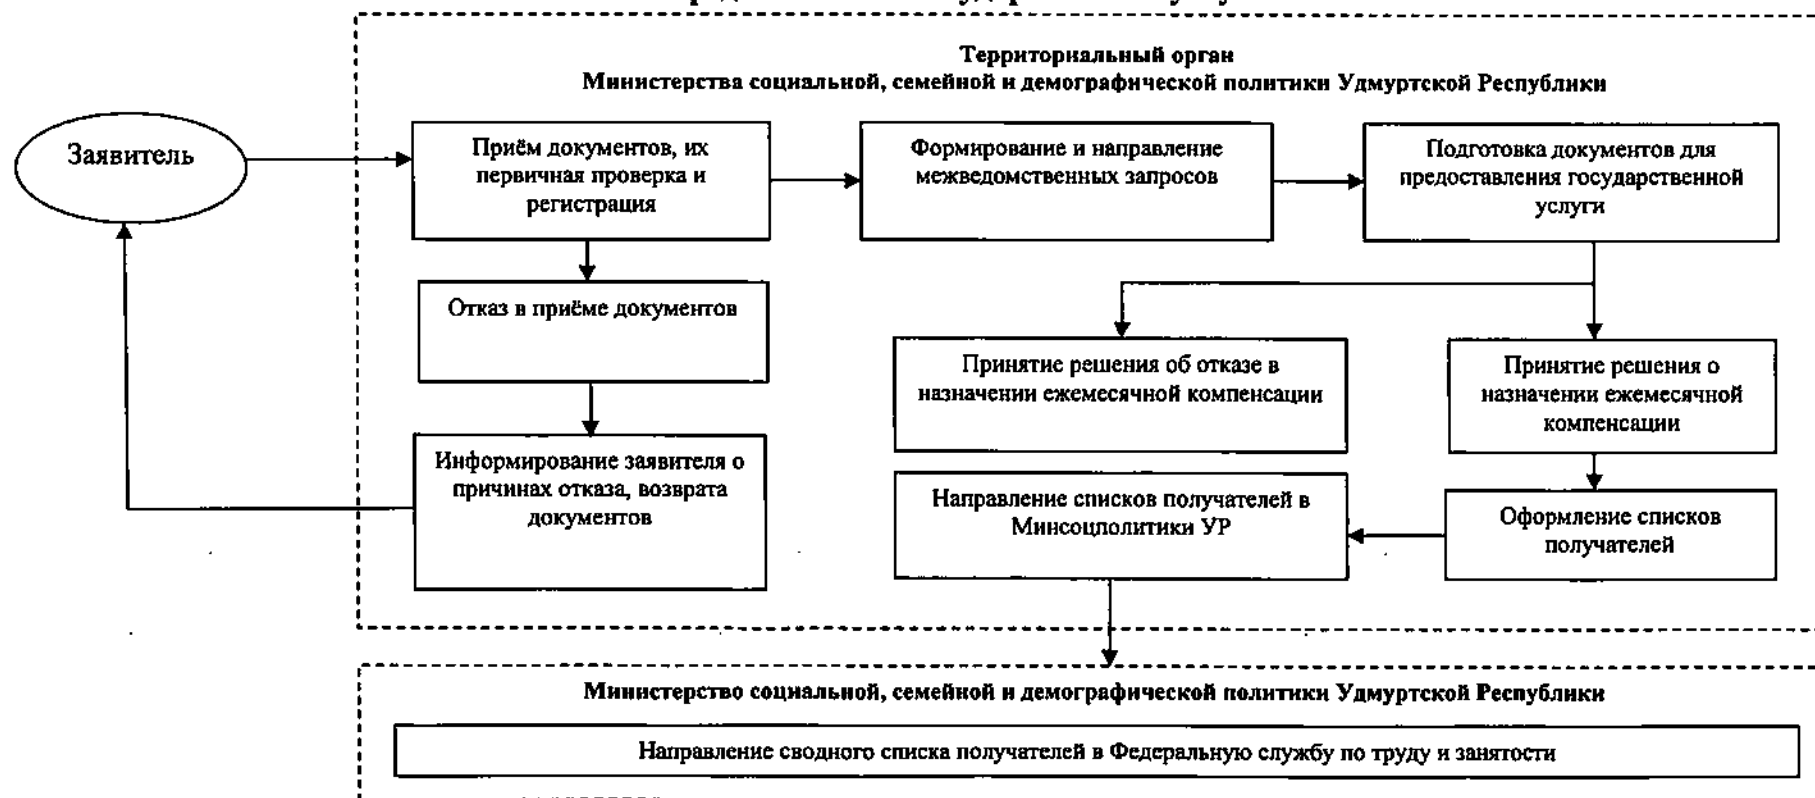 Территориальный орган
Министерства социальной, семейной и демографической политики Удмуртской Республики
Заявитель
Приём документов, их
первичная проверка и
регистрация
Формирование и направление
межведомственных запросов
Подготовка документов для
предоставления государственной
услуги
Отказ в приёме документов
Принятие решения об отказе в
назначении ежемесячной компенсации
Принятие решения о
назначении ежемесячной
компенсации
Информирование заявителя о
причинах отказа, возврата
документов
Направление списков получателей в
Минсоцполитики УР
Оформление списков
получателей
Министерство социальной, семейной и демографической политики Удмуртской Республики
Направление сводного списка получателей в Федеральную службу по труду и занятости